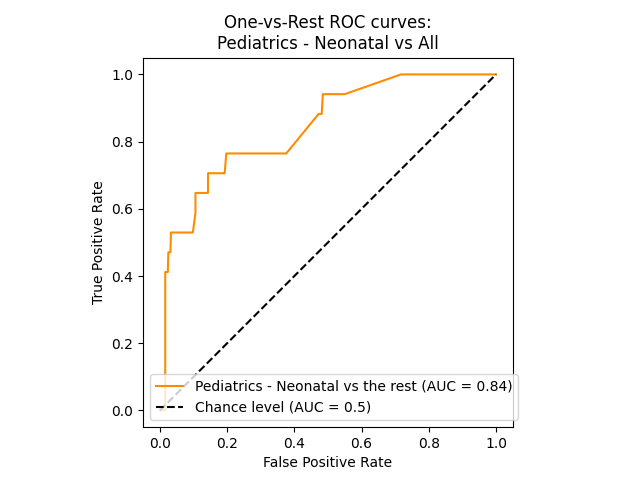 One-vs-Rest ROC curves:
Pediatrics - Neonatal vs All
1.0
0.8
0.6
0.4
0.2
0.0
True Positive Rate
Pediatrics - Neonatal vs the rest (AUC = 0.84)
Chance level (AUC = 0.5)
0.0 0.2 0.4 0.6 0.8 1.0
False Positive Rate